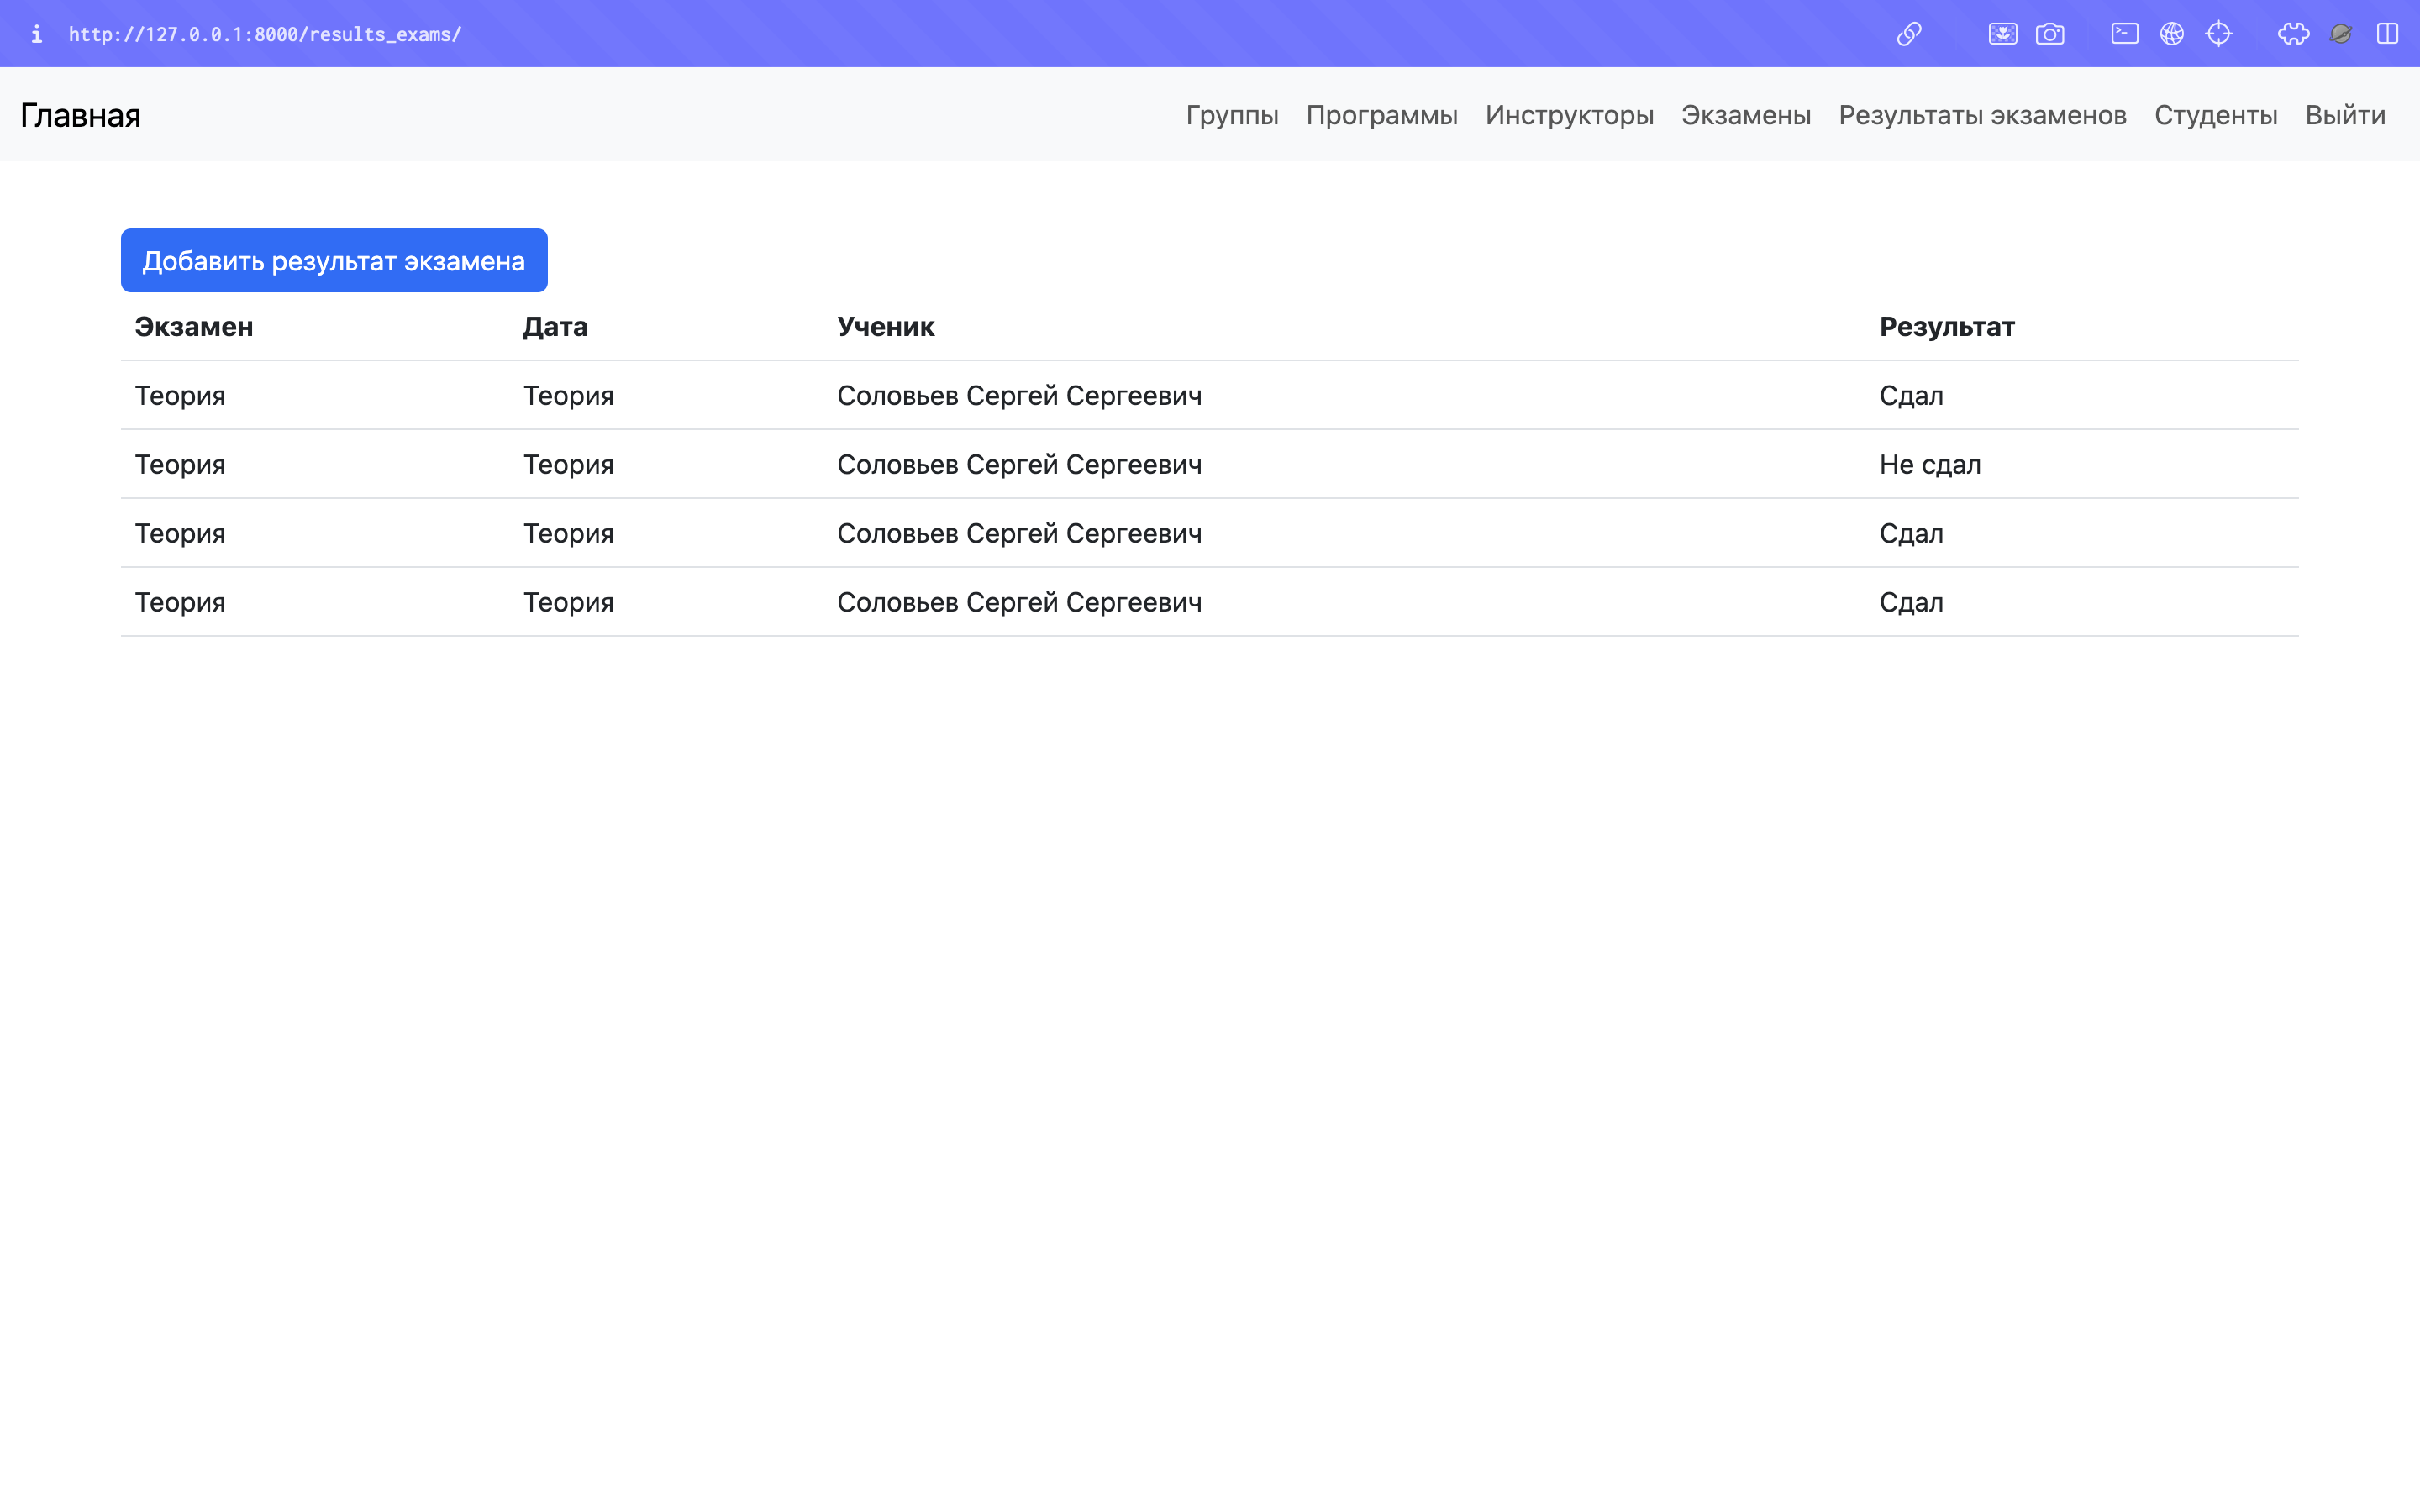 i http://127.0.0.1:8000/results_exams/
Главная Группы Программы Инструкторы Экзамены Результаты экзаменов Студенты Выйти
Добавить результат экзамена
Экзамен Дата Ученик Результат
Теория Теория Соловьев Сергей Сергеевич Сдал
Теория Теория Соловьев Сергей Сергеевич Не сдал
Теория Теория Соловьев Сергей Сергеевич Сдал
Теория Теория Соловьев Сергей Сергеевич Сдал